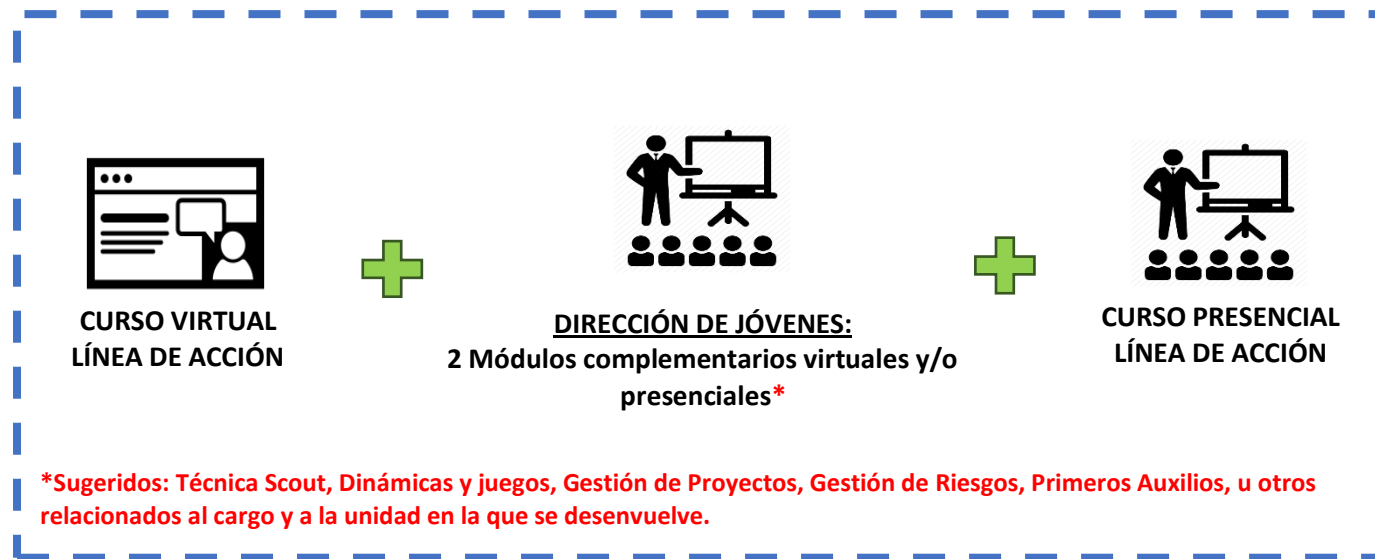 CURSO VIRTUAL
LÍNEA DE ACCIÓN
DIRECCIÓN DE JÓVENES:
2 Módulos complementarios virtuales y/o
presenciales*
CURSO PRESENCIAL
LÍNEA DE ACCIÓN
*Sugeridos: Técnica Scout, Dinámicas y juegos, Gestión de Proyectos, Gestión de Riesgos, Primeros Auxilios, u otros
relacionados al cargo y a la unidad en la que se desenvuelve.